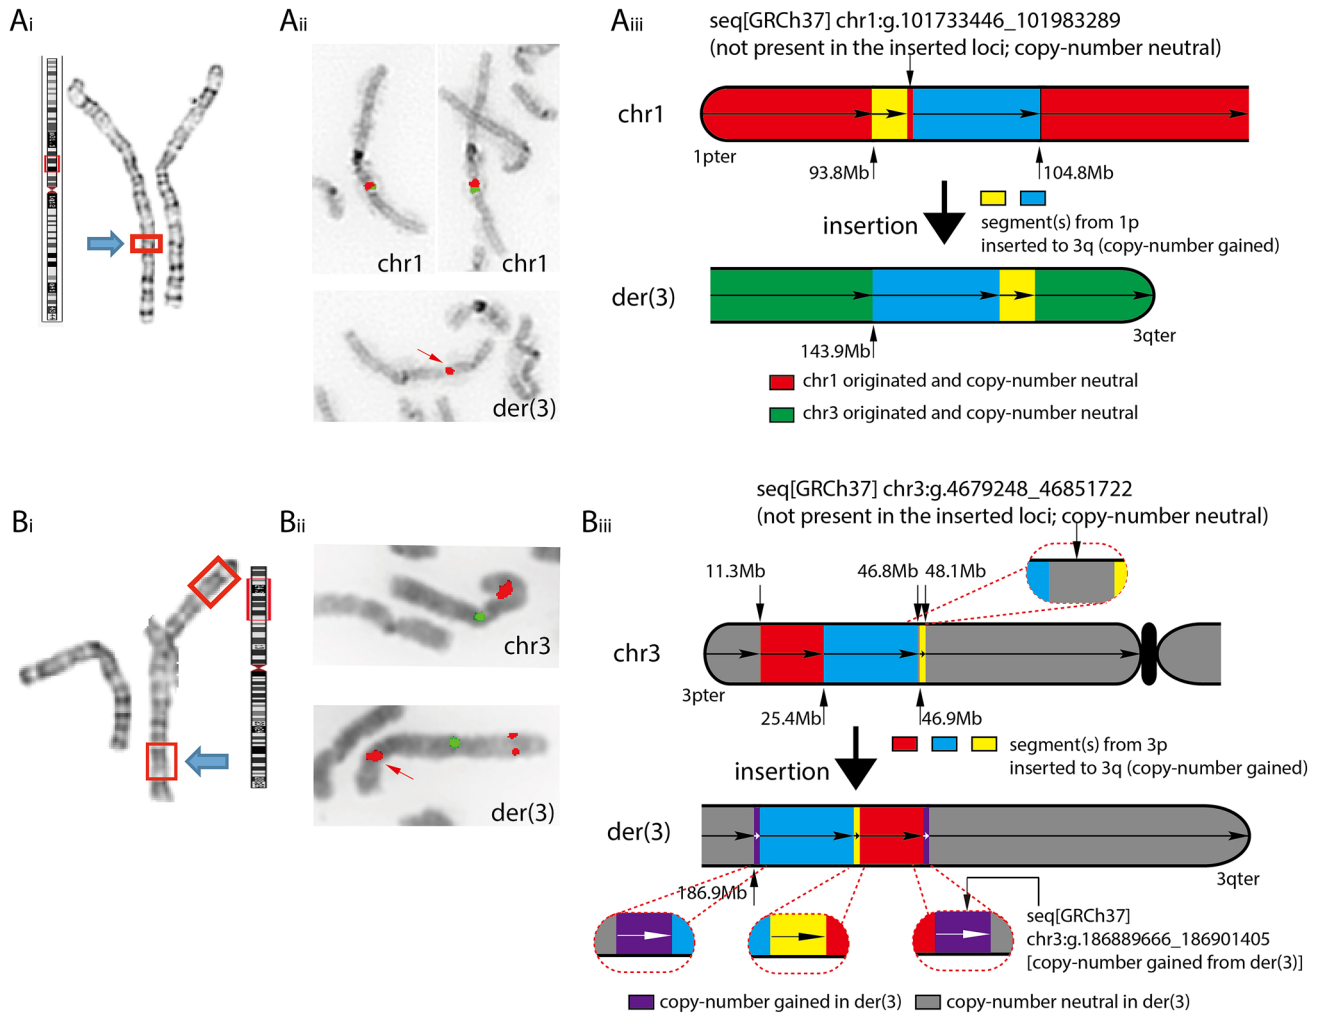 Ai
Aii
chr1
chr1
der(3)
Aiii
seq[GRCh37] chr1:g.101733446_101983289
(not present in the inserted loci; copy-number neutral)
chr1
1pter
93.8Mb
104.8Mb
insertion
segment(s) from 1p
inserted to 3q (copy-number gained)
der(3)
143.9Mb
3qter
chr1 originated and copy-number neutral
chr3 originated and copy-number neutral
Bi
Bii
chr3
der(3)
Biii
seq[GRCh37] chr3:g.4679248_46851722
(not present in the inserted loci; copy-number neutral)
11.3Mb
46.8Mb
48.1Mb
chr3
3pter
25.4Mb
46.9Mb
insertion
segment(s) from 3p
inserted to 3q (copy-number gained)
der(3)
186.9Mb
3qter
seq[GRCh37]
chr3:g.186889666_186901405
[copy-number gained from der(3)]
copy-number gained in der(3)
copy-number neutral in der(3)